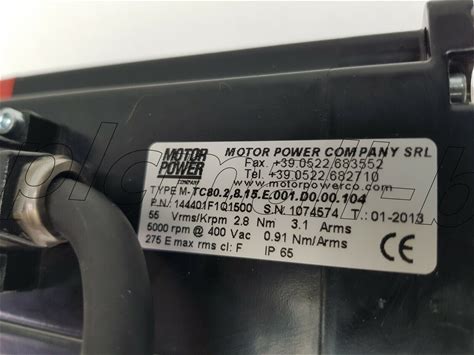 MOTOR POWER COMPANY
MOTOR POWER COMPANY SRL
Fax. +39.0522/683552
Tel. +39.0522/682710
www.motorpowerco.com
TYPE M-TC80.2,8.15.E.001.D0.00.104
P.N.: 144401F1Q1500 S.N. 1074574 T.: 01-2013
55 Vrms/Krpm 2.8 Nm 3.1 Arms
5000 rpm @ 400 Vac 0.91 Nm/Arms
275 E max rms cl: F IP 65
CE